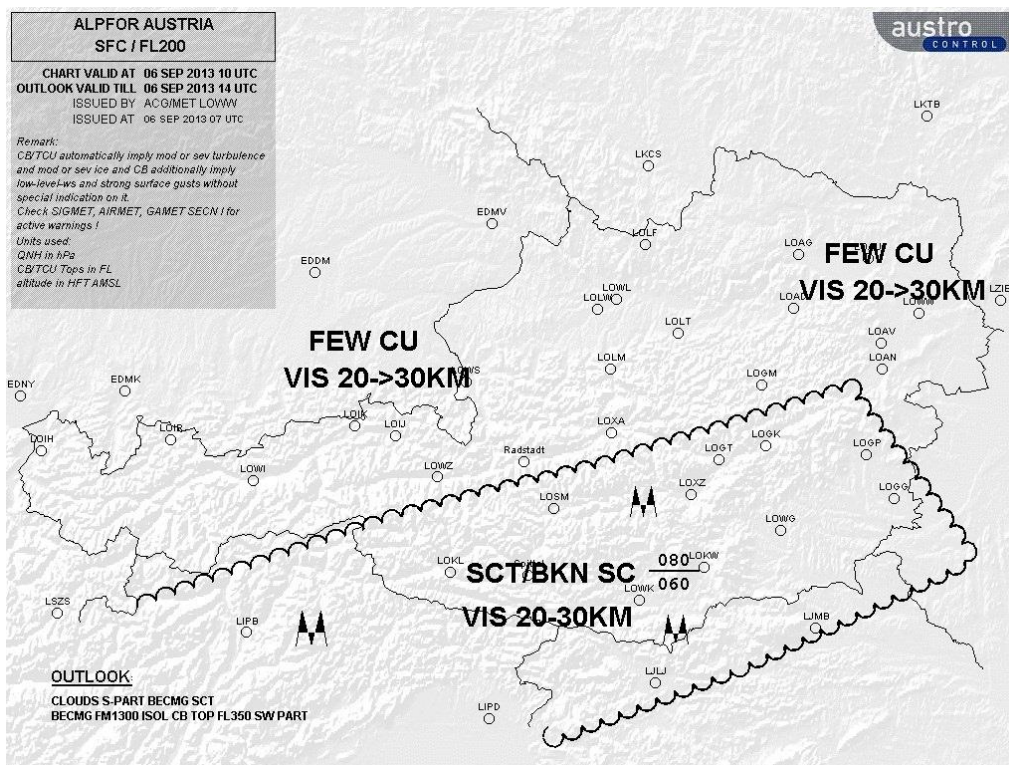 ALPFOR AUSTRIA
SFC / FL200
CHART VALID AT 06 SEP 2013 10 UTC
OUTLOOK VALID TILL 06 SEP 2013 14 UTC
ISSUED BY ACG/MET LOWW
ISSUED AT 06 SEP 2013 07 UTC
Remark:
CB/TCU automatically imply mod or sev turbulence
and mod or sev ice and CB additionally imply
low-level-ws and strong surface gusts without
special indication on it.
Check SIGMET, AIRMET, GAMET SECN I for
active warnings !
Units used:
QNH in hPa
CB/TCU Tops in FL
altitude in HFT AMSL
austro
CONTROL
LKTB
LKCS
EDMV
LOLF
LOAG
EDDM
FEW CU
VIS 20->30KM
LZIB
LOWL
LOLW
LOAD
LOWW
LOLT
LOAV
FEW CU
VIS 20->30KM
LOLM
LOAN
LOWS
EDNY
EDMK
LOGM
LOIK
LOIJ
LOIR
LOIH
LOXA
LOGK
LOGP
Radstadt
LOGT
LOWI
LOWZ
LOSM
LOXZ
LOGG
LOWG
LOKL
SCT/BKN SC
080
060
LOKW
LOWK
VIS 20-30KM
LSZS
LIPB
LJMB
LJLJ
LIPD
OUTLOOK:
CLOUDS S-PART BECMG SCT
BECMG FM1300 ISOL CB TOP FL350 SW PART